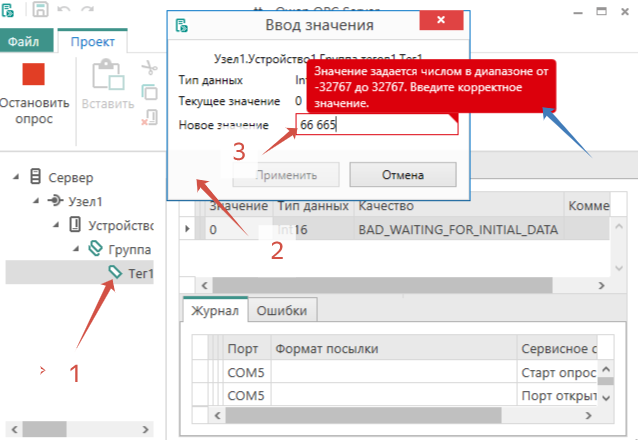 Owen OPC Server
Файл
Проект
Остановить
опрос
Вставить
Ввод значения
Узел1.Устройство1.Группа тегов1.Тег1
Тип данных
Текущее значение 0
Новое значение 66 665
Значение задается числом в диапазоне от
-32767 до 32767. Введите корректное
значение.
3
Применить
Отмена
2
Сервер
Узел1
Устройство
Группа
Тег1
1
Значение Тип данных Качество Комме
0 Int16 BAD_WAITING_FOR_INITIAL_DATA
Журнал Ошибки
Порт Формат посылки Сервисное с
COM5 Старт опрос
COM5 Порт открыт